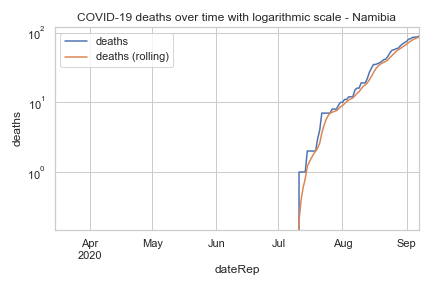 COVID-19 deaths over time with logarithmic scale - Namibia
deaths
deaths (rolling)
10²
10¹
10⁰
deaths
Apr May Jun Jul Aug Sep
2020
dateRep